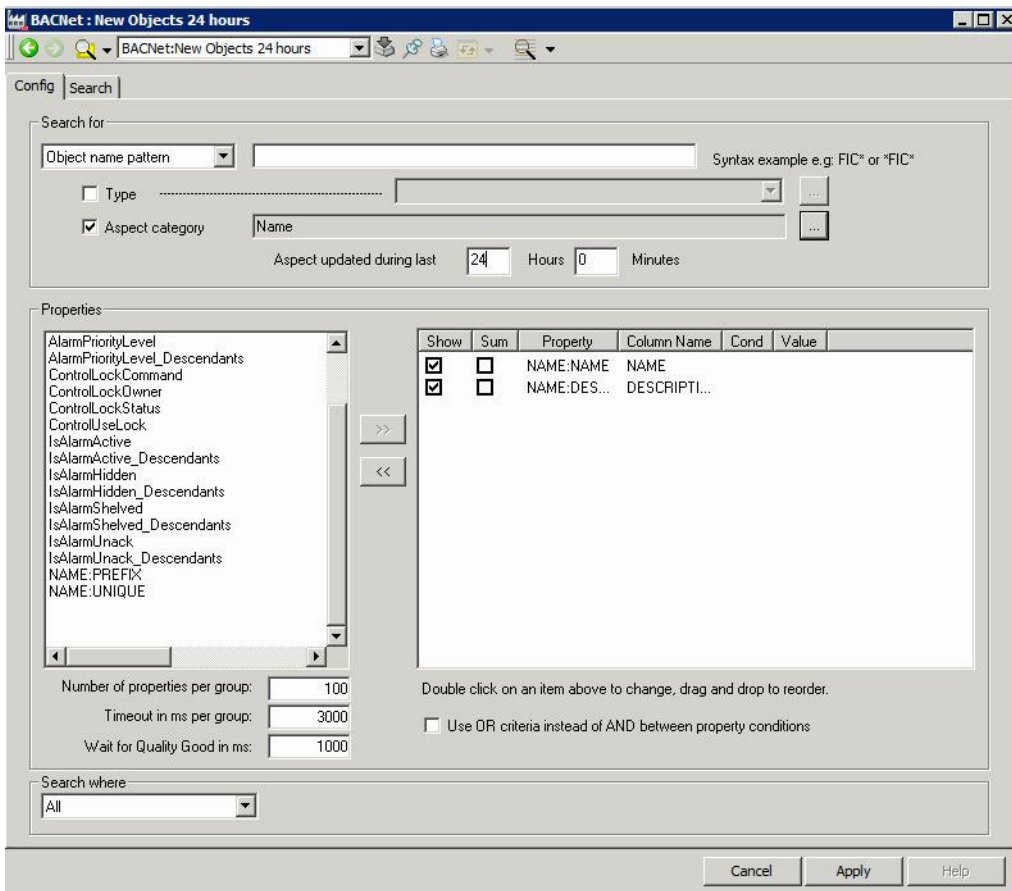 BACNet : New Objects 24 hours
BACNet:New Objects 24 hours
Config Search
Search for
Object name pattern Syntax example e.g: FIC* or *FIC*
Type
Aspect category Name ...
Aspect updated during last 24 Hours 0 Minutes
Properties
AlarmPriorityLevel
AlarmPriorityLevel_Descendants
ControlLockCommand
ControlLockOwner
ControlLockStatus
ControlUseLock
IsAlarmActive
IsAlarmActive_Descendants
IsAlarmHidden
IsAlarmHidden_Descendants
IsAlarmShelved
IsAlarmShelved_Descendants
IsAlarmUnack
IsAlarmUnack_Descendants
NAME:PREFIX
NAME:UNIQUE
>>
<<
Show Sum Property Column Name Cond Value
NAME:NAME NAME
NAME:DES... DESCRIPTI...
Number of properties per group: 100
Timeout in ms per group: 3000
Wait for Quality Good in ms: 1000
Double click on an item above to change, drag and drop to reorder.
Use OR criteria instead of AND between property conditions
Search where
All
Cancel Apply Help